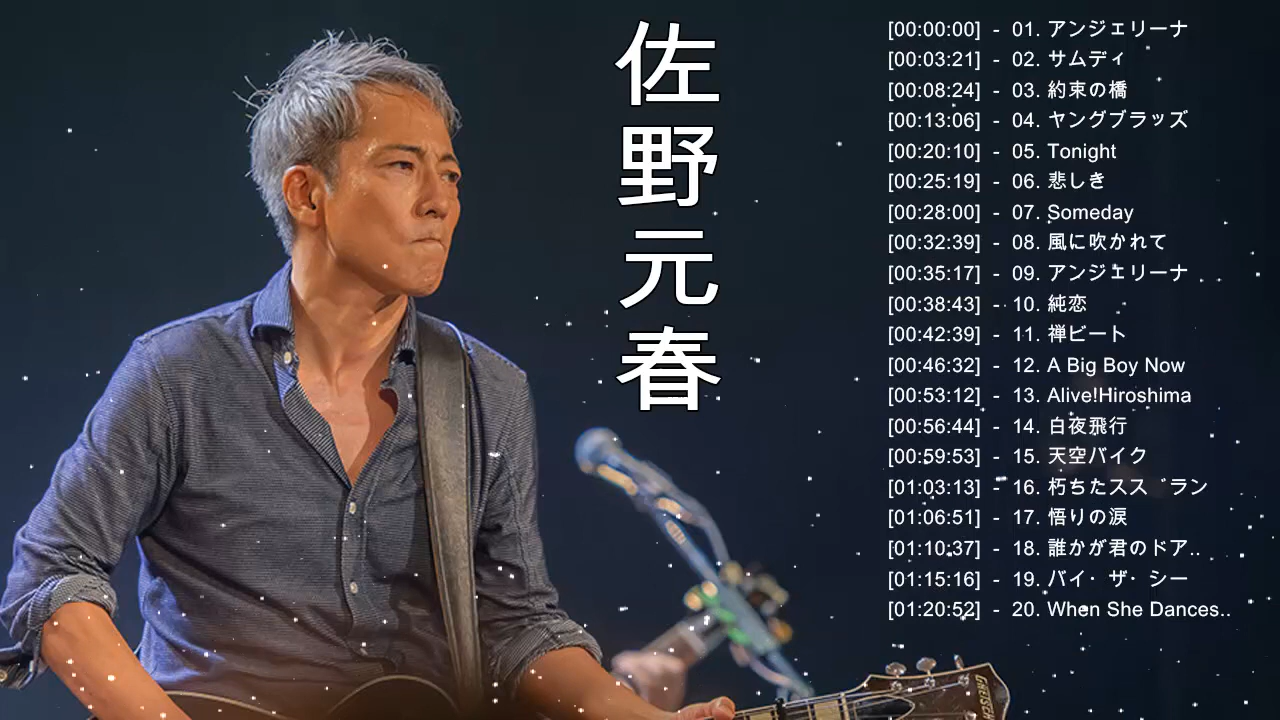 佐野元春
[00:00:00] - 01. アンジェリーナ
[00:03:21] - 02. サムディ
[00:08:24] - 03. 約束の橋
[00:13:06] - 04. ヤングブラッズ
[00:20:10] - 05. Tonight
[00:25:19] - 06. 悲しき
[00:28:00] - 07. Someday
[00:32:39] - 08. 風に吹かれて
[00:35:17] - 09. アンジェリーナ
[00:38:43] - 10. 純恋
[00:42:39] - 11. 禅ビート
[00:46:32] - 12. A Big Boy Now
[00:53:12] - 13. Alive!Hiroshima
[00:56:44] - 14. 白夜飛行
[00:59:53] - 15. 天空バイク
[01:03:13] - 16. 朽ちたスス゛ラン
[01:06:51] - 17. 悟りの涙
[01:10:37] - 18. 誰かが君のドア..
[01:15:16] - 19. バイ・ザ・シー
[01:20:52] - 20. When She Dances..
GRETSCH